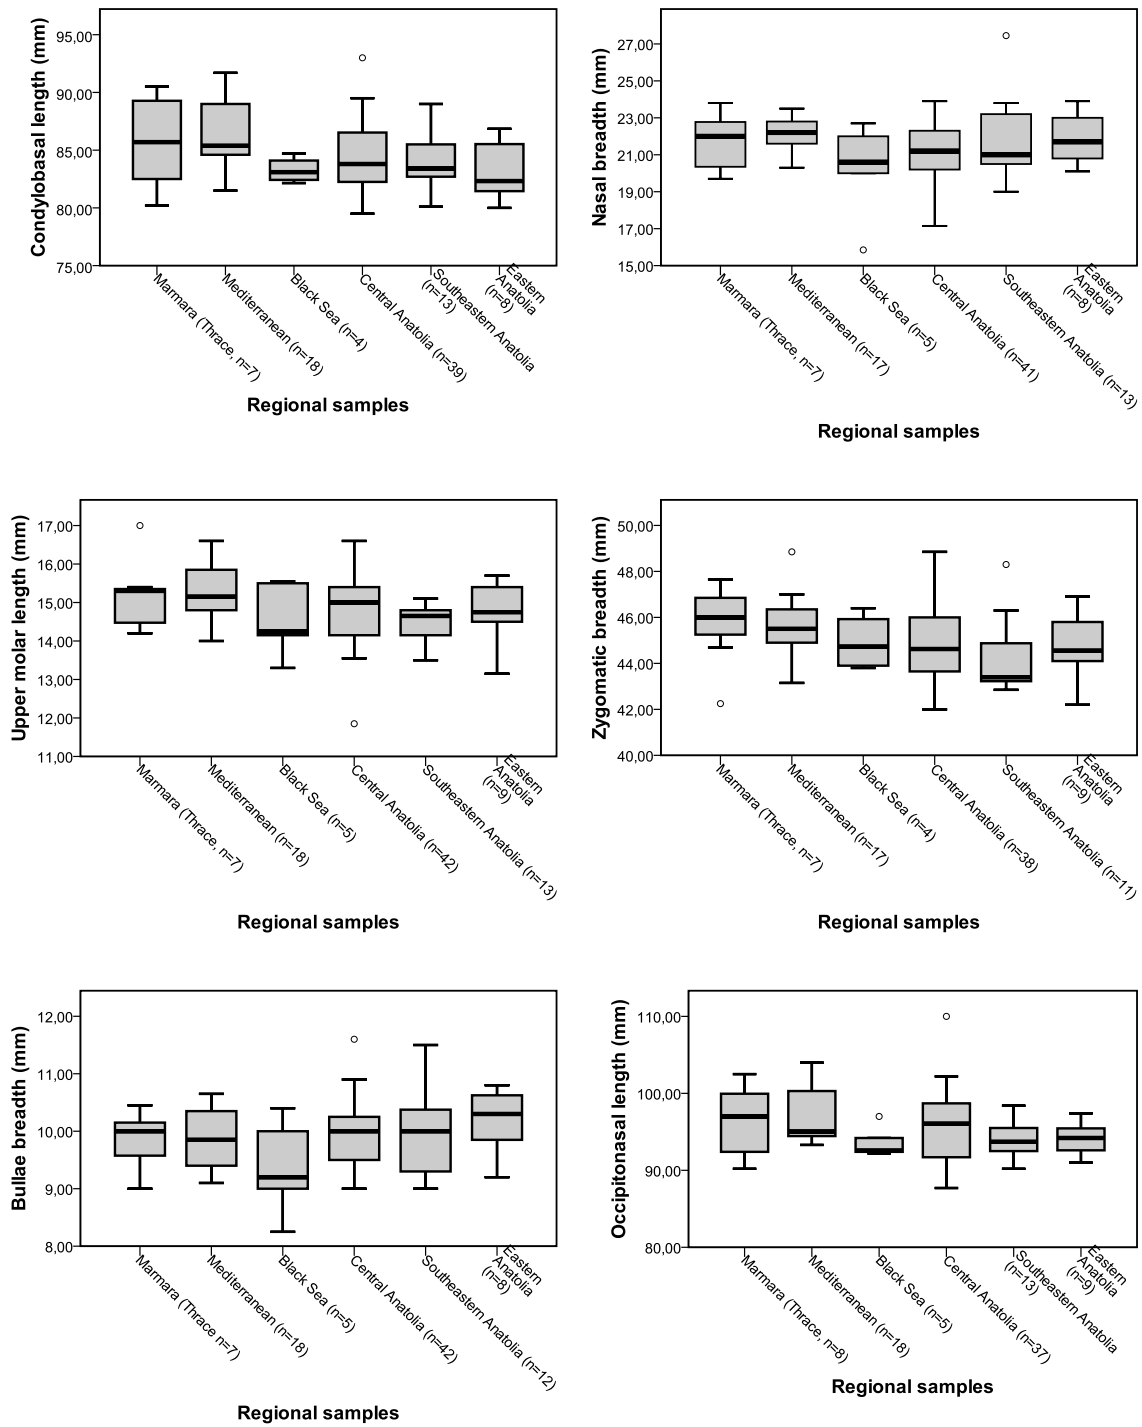 Condylobasal length (mm)
95,00
90,00
85,00
80,00
75,00
Marmara (Thrace, n=7)
Mediterranean (n=18)
Black Sea (n=4)
Central Anatolia (n=39)
Southeastern Anatolia
(n=13)
Eastern
Anatolia
(n=8)
Regional samples
Nasal breadth (mm)
27,00
25,00
23,00
21,00
19,00
17,00
15,00
Marmara (Thrace, n=7)
Mediterranean (n=17)
Black Sea (n=5)
Central Anatolia (n=41)
Southeastern Anatolia (n=13)
Eastern
Anatolia
(n=8)
Regional samples
Upper molar length (mm)
17,00
16,00
15,00
14,00
13,00
12,00
11,00
Marmara (Thrace, n=7)
Mediterranean (n=18)
Black Sea (n=5)
Central Anatolia (n=42)
Southeastern Anatolia (n=13)
Eastern
Anatolia
(n=9)
Regional samples
Zygomatic breadth (mm)
50,00
48,00
46,00
44,00
42,00
40,00
Marmara (Thrace, n=7)
Mediterranean (n=17)
Black Sea (n=4)
Central Anatolia (n=38)
Southeastern Anatolia (n=11)
Eastern
Anatolia
(n=9)
Regional samples
Bullae breadth (mm)
12,00
11,00
10,00
9,00
8,00
Marmara (Thrace n=7)
Mediterranean (n=18)
Black Sea (n=5)
Central Anatolia (n=42)
Southeastern Anatolia (n=12)
Eastern
Anatolia
(n=8)
Regional samples
Occipitonasal length (mm)
110,00
100,00
90,00
80,00
Marmara (Thrace, n=8)
Mediterranean (n=18)
Black Sea (n=5)
Central Anatolia (n=37)
Southeastern Anatolia
(n=13)
Eastern
Anatolia
(n=9)
Regional samples